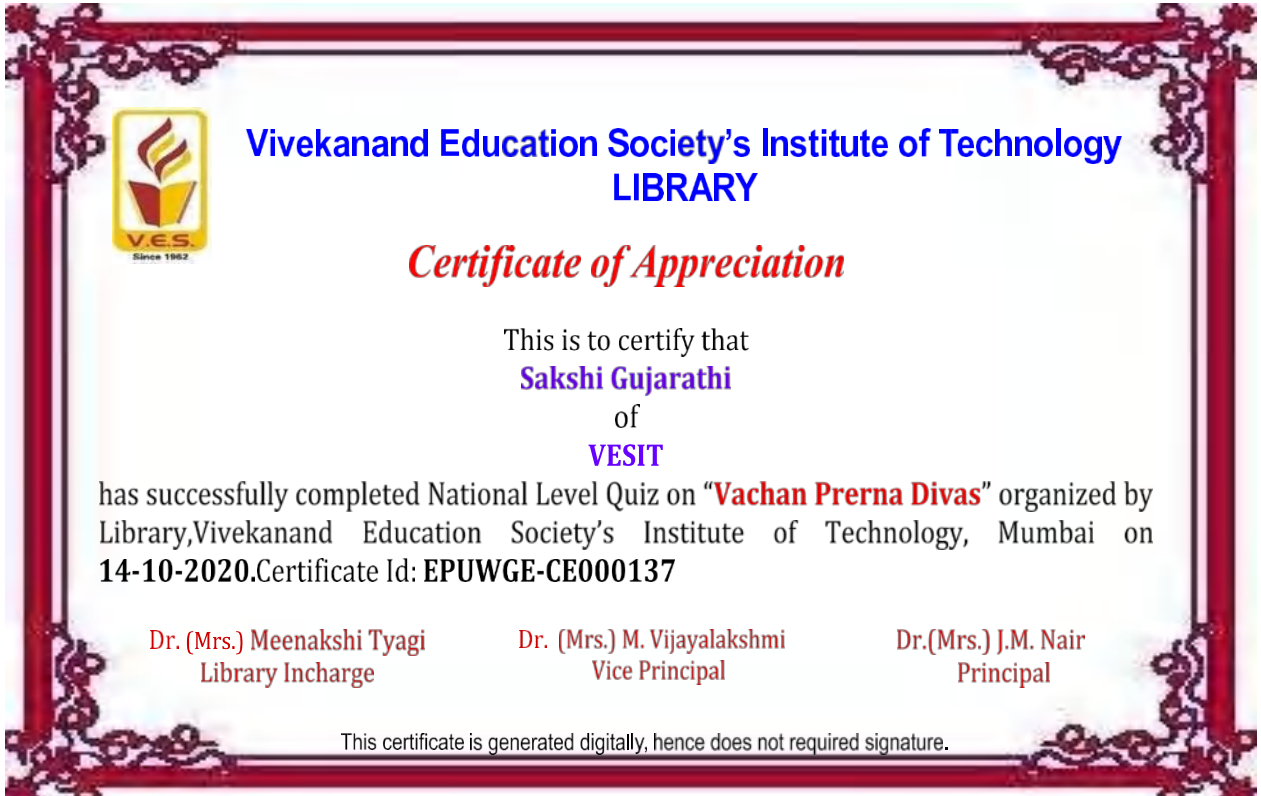 V.E.S.
Since 1962
Vivekanand Education Society's Institute of Technology
LIBRARY
Certificate of Appreciation
This is to certify that
Sakshi Gujarathi
of
VESIT
has successfully completed National Level Quiz on “Vachan Prerna Divas” organized by
Library,Vivekanand Education Society's Institute of Technology, Mumbai on
14-10-2020.Certificate Id: EPUWGE-CE000137
Dr. (Mrs.) Meenakshi Tyagi Dr. (Mrs.) M. Vijayalakshmi Dr.(Mrs.) J.M. Nair
Library Incharge Vice Principal Principal
This certificate is generated digitally, hence does not required signature.